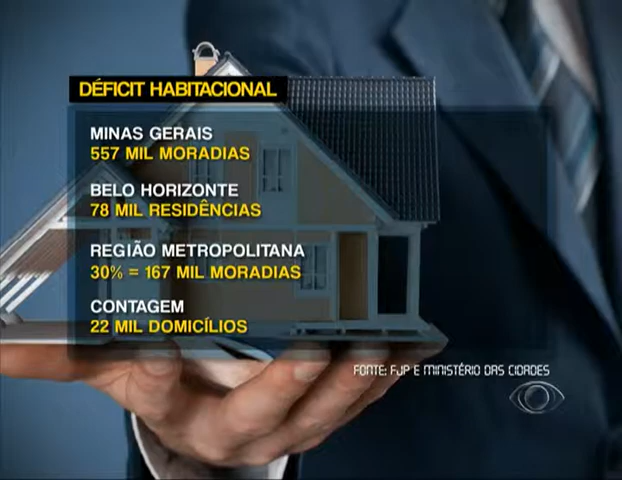 DÉFICIT HABITACIONAL
MINAS GERAIS
557 MIL MORADIAS
BELO HORIZONTE
78 MIL RESIDÊNCIAS
REGIÃO METROPOLITANA
30% = 167 MIL MORADIAS
CONTAGEM
22 MIL DOMICÍLIOS
FONTE: FJP E MINISTÉRIO DAS CIDADES